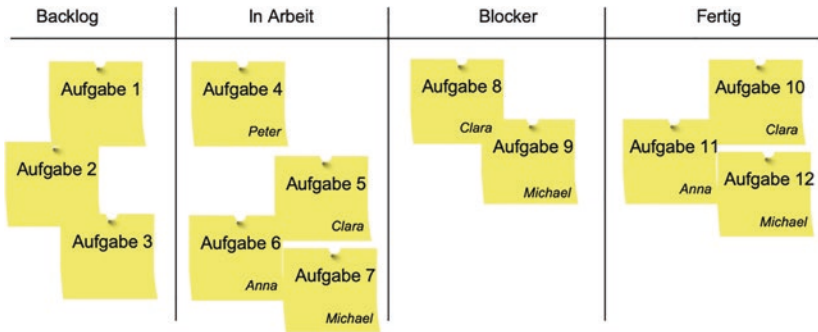 Backlog
In Arbeit
Blocker
Fertig
Aufgabe 1
Aufgabe 2
Aufgabe 3
Aufgabe 4
Peter
Aufgabe 5
Clara
Aufgabe 6
Anna
Aufgabe 7
Michael
Aufgabe 8
Clara
Aufgabe 9
Michael
Aufgabe 10
Clara
Aufgabe 11
Anna
Aufgabe 12
Michael